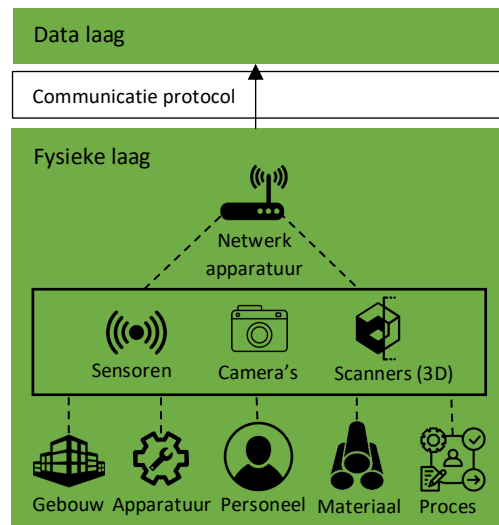 Data laag
Communicatie protocol
Fysieke laag
Netwerk
apparatuur
Sensoren Camera’s Scanners (3D)
Gebouw Apparatuur Personeel Materiaal Proces